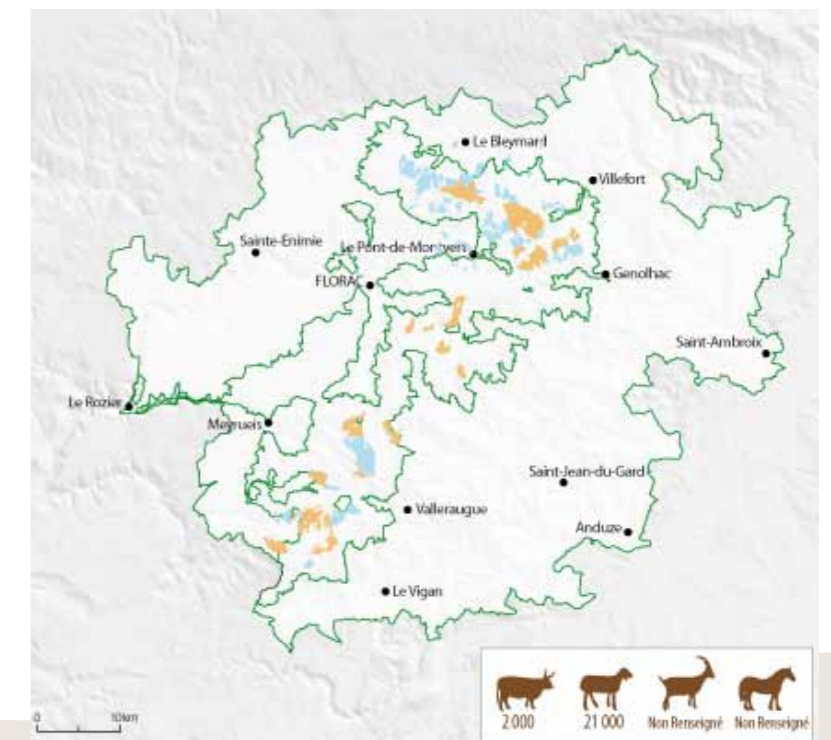 Le Bleymard
Villefort
Sainte-Enimie
Le Pont-de-Montvert
FLORAC
Genolhac
Saint-Ambroix
Le Rozier
Meyrueis
Saint-Jean-du-Gard
Valleraugue
Anduze
Le Vigan
2 000 21 000 Non Renseigné Non Renseigné
0 10km